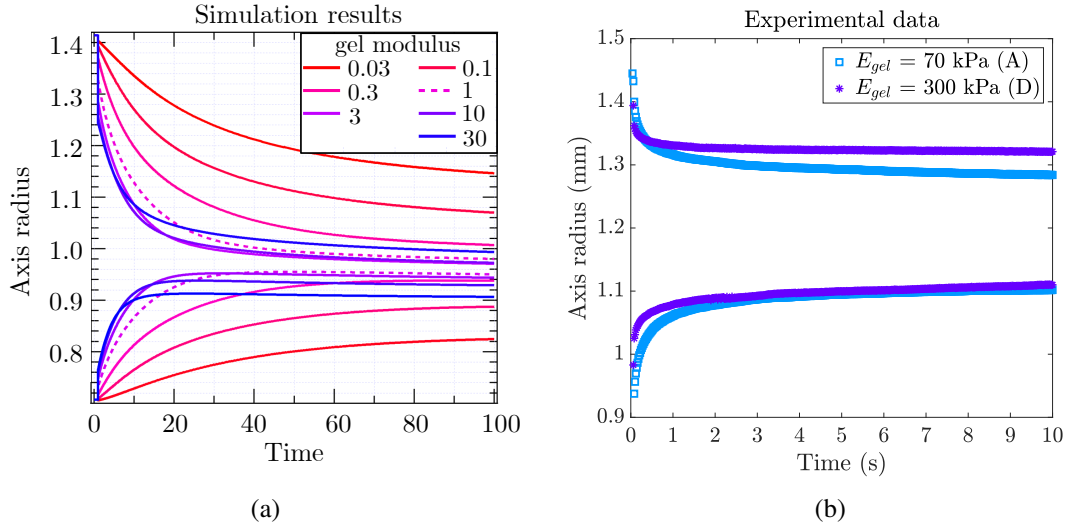 Simulation results
gel modulus
0.03 0.1
0.3 1
3 10
30
1.4
1.3
1.2
1.1
1.0
0.9
0.8
Axis radius
0 20 40 60 80 100
Time
(a)
Experimental data
E_gel = 70 kPa (A)
E_gel = 300 kPa (D)
1.5
1.4
1.3
1.2
1.1
1
0.9
Axis radius (mm)
0 1 2 3 4 5 6 7 8 9 10
Time (s)
(b)